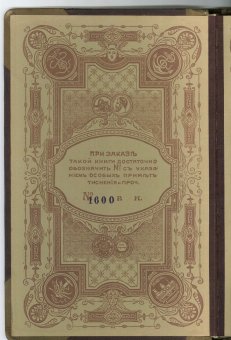 ПРИ ЗАКАЗѢ
ТАКОЙ КНИГИ ДОСТАТОЧНО
ОБОЗНАЧИТЬ № СЪ УКАЗА-
НІЕМЪ ОСОБЫХЪ ПРИМѢТЪ
ТИСНЕНІЯ И ПРОЧ.
№ 1600 В И.